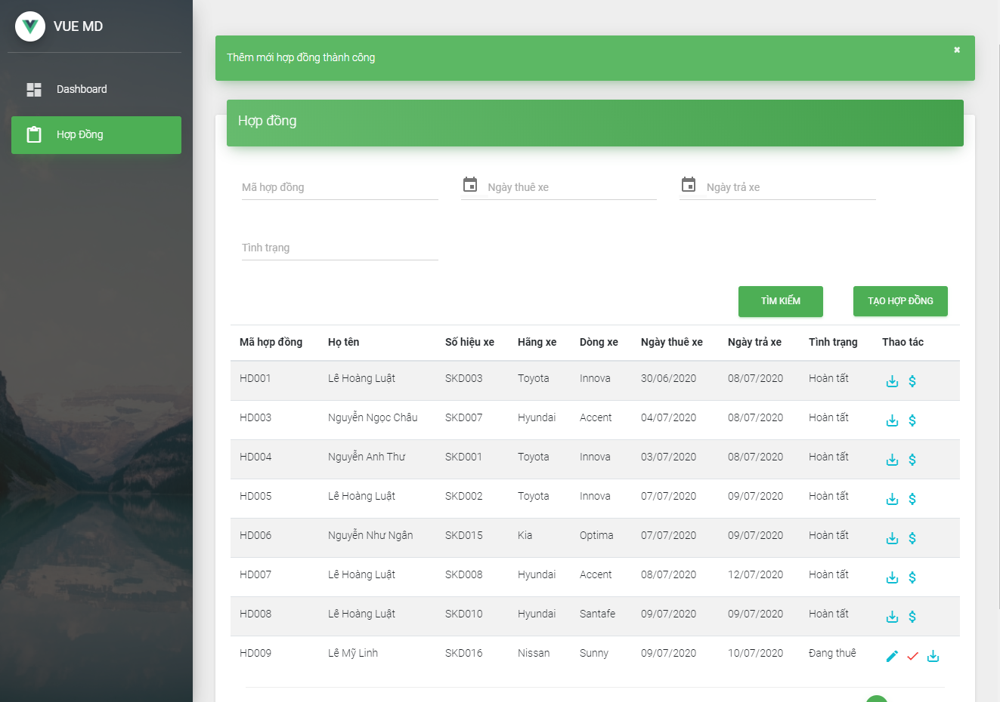 VUE MD
Dashboard
Hợp Đồng
Thêm mới hợp đồng thành công
Hợp đồng
Mã hợp đồng Ngày thuê xe Ngày trả xe
Tình trạng
TÌM KIẾM TẠO HỢP ĐỒNG
Mã hợp đồng Họ tên Số hiệu xe Hãng xe Dòng xe Ngày thuê xe Ngày trả xe Tình trạng Thao tác
HD001 Lê Hoàng Luật SKD003 Toyota Innova 30/06/2020 08/07/2020 Hoàn tất
HD003 Nguyễn Ngọc Châu SKD007 Hyundai Accent 04/07/2020 08/07/2020 Hoàn tất
HD004 Nguyễn Anh Thư SKD001 Toyota Innova 03/07/2020 08/07/2020 Hoàn tất
HD005 Lê Hoàng Luật SKD002 Toyota Innova 07/07/2020 09/07/2020 Hoàn tất
HD006 Nguyễn Như Ngân SKD015 Kia Optima 07/07/2020 09/07/2020 Hoàn tất
HD007 Lê Hoàng Luật SKD008 Hyundai Accent 08/07/2020 12/07/2020 Hoàn tất
HD008 Lê Hoàng Luật SKD010 Hyundai Santafe 09/07/2020 09/07/2020 Hoàn tất
HD009 Lê Mỹ Linh SKD016 Nissan Sunny 09/07/2020 10/07/2020 Đang thuê